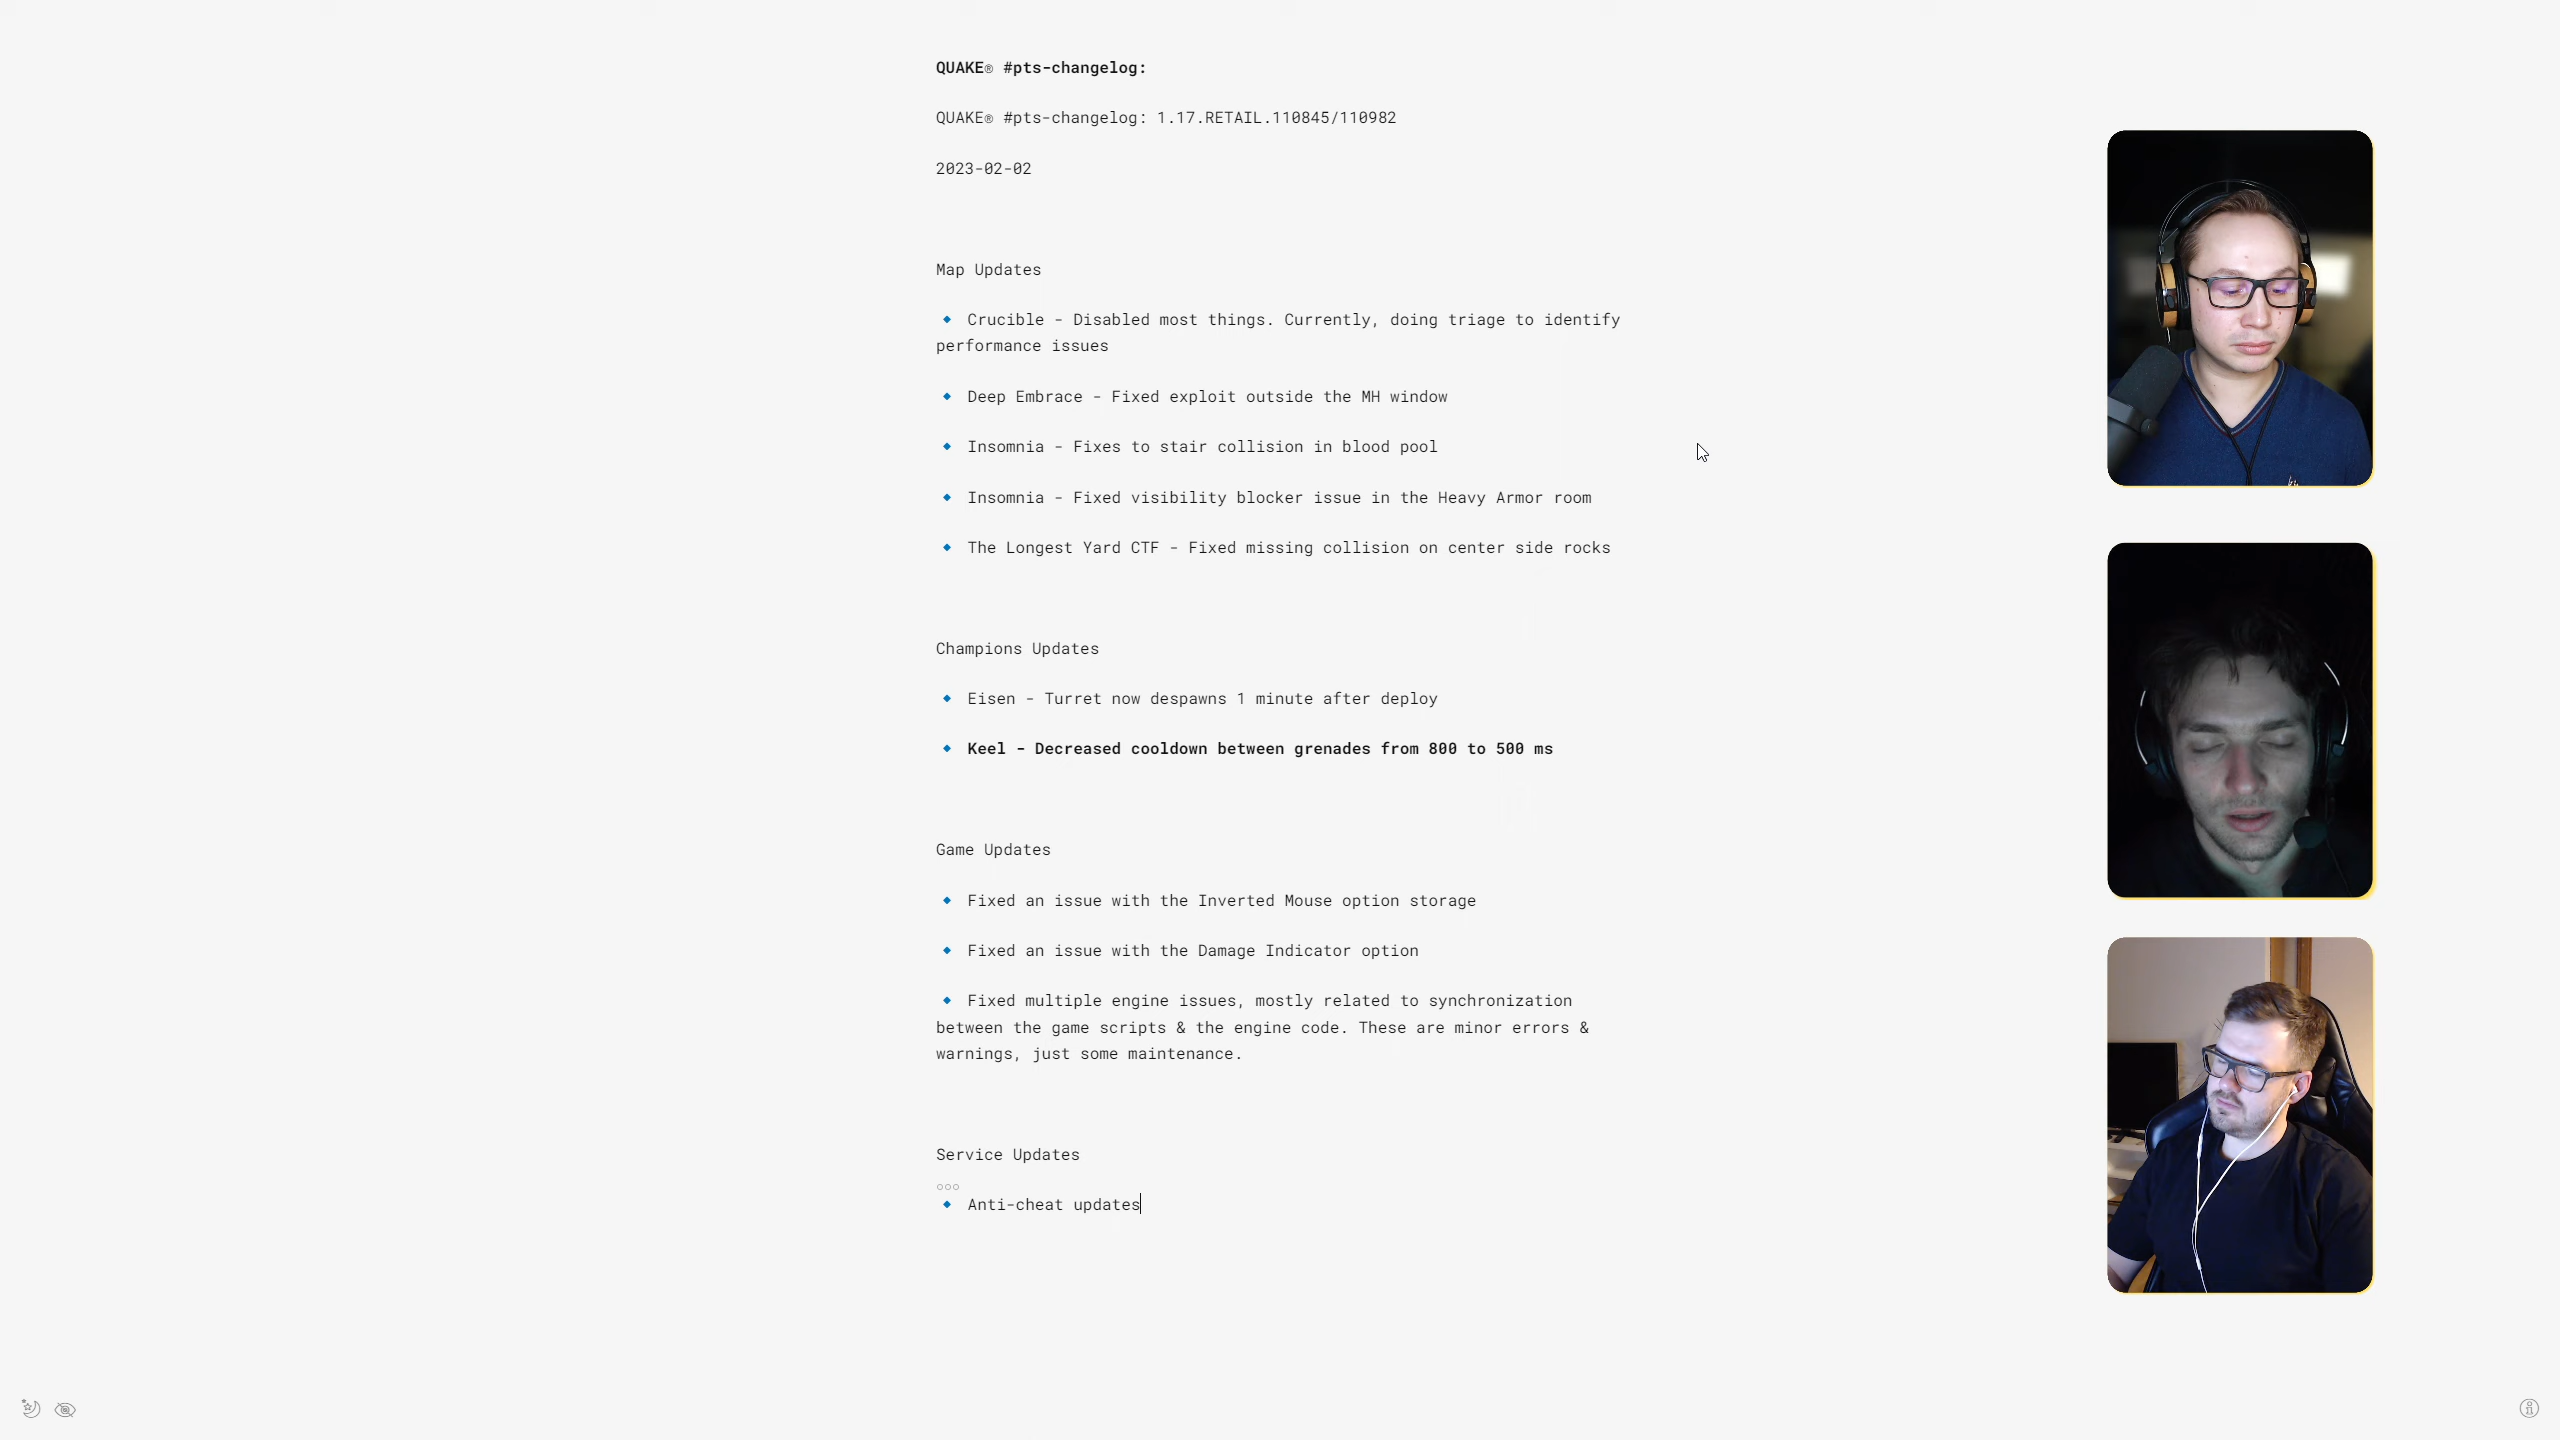 QUAKE® #pts-changelog:
QUAKE® #pts-changelog: 1.17.RETAIL.110845/110982
2023-02-02
Map Updates
🔹 Crucible - Disabled most things. Currently, doing triage to identify
performance issues
🔹 Deep Embrace - Fixed exploit outside the MH window
🔹 Insomnia - Fixes to stair collision in blood pool
🔹 Insomnia - Fixed visibility blocker issue in the Heavy Armor room
🔹 The Longest Yard CTF - Fixed missing collision on center side rocks
Champions Updates
🔹 Eisen - Turret now despawns 1 minute after deploy
🔹 Keel - Decreased cooldown between grenades from 800 to 500 ms
Game Updates
🔹 Fixed an issue with the Inverted Mouse option storage
🔹 Fixed an issue with the Damage Indicator option
🔹 Fixed multiple engine issues, mostly related to synchronization
between the game scripts & the engine code. These are minor errors &
warnings, just some maintenance.
Service Updates
🔹 Anti-cheat updates